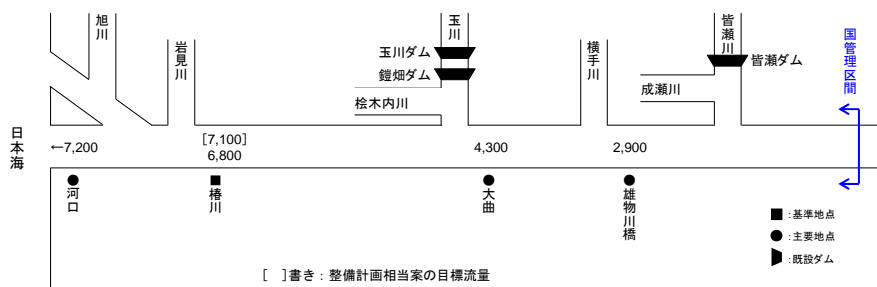 旭川
岩見川
玉川
玉川ダム
鎧畑ダム
桧木内川
横手川
皆瀬川
皆瀬ダム
成瀬川
国管理区間
日本海
←7,200
[7,100]
6,800
4,300
2,900
河口
椿川
大曲
雄物川橋
■ :基準地点
● :主要地点
:既設ダム
[ ]書き：整備計画相当案の目標流量